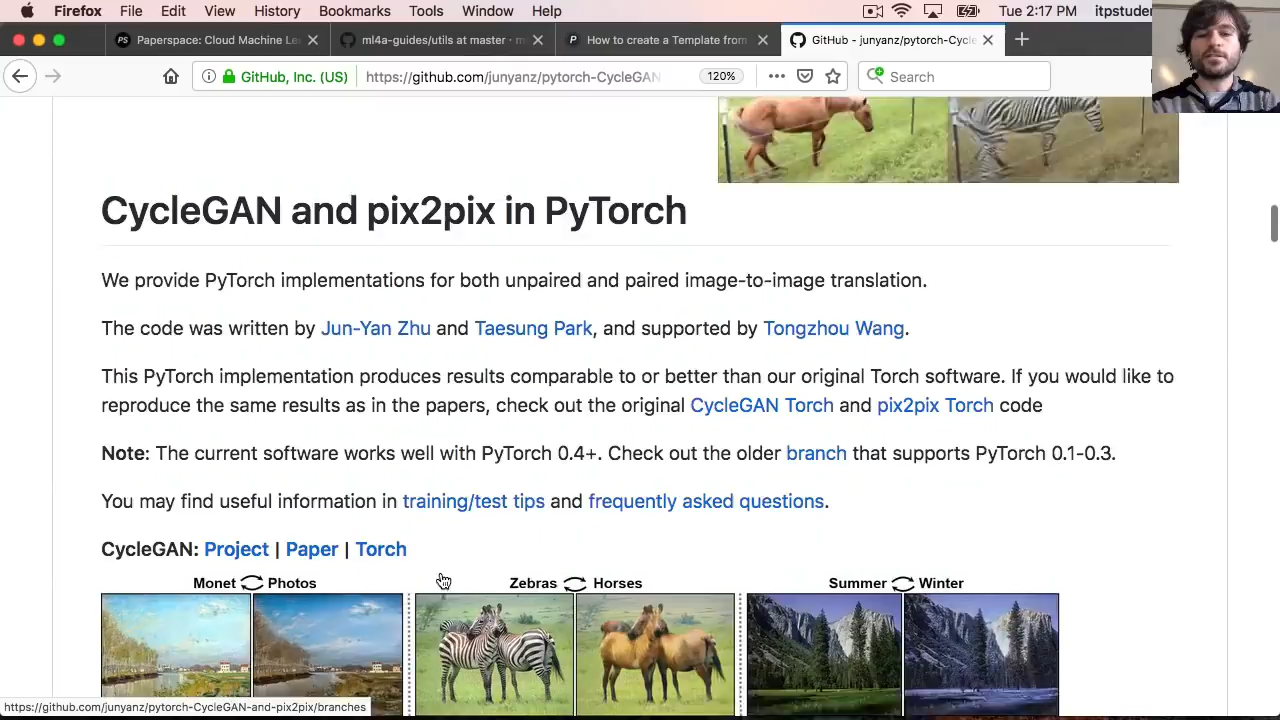 Firefox File Edit View History Bookmarks Tools Window Help Tue 2:17 PM itpstuden
Paperspace: Cloud Machine Le
ml4a-guides/utils at master · m
How to create a Template from
GitHub - junyanz/pytorch-Cycle
GitHub, Inc. (US) https://github.com/junyanz/pytorch-CycleGAN 120% Search
CycleGAN and pix2pix in PyTorch
We provide PyTorch implementations for both unpaired and paired image-to-image translation.
The code was written by Jun-Yan Zhu and Taesung Park, and supported by Tongzhou Wang.
This PyTorch implementation produces results comparable to or better than our original Torch software. If you would like to
reproduce the same results as in the papers, check out the original CycleGAN Torch and pix2pix Torch code
Note: The current software works well with PyTorch 0.4+. Check out the older branch that supports PyTorch 0.1-0.3.
You may find useful information in training/test tips and frequently asked questions.
CycleGAN: Project | Paper | Torch
Monet Photos Zebras Horses Summer Winter
https://github.com/junyanz/pytorch-CycleGAN-and-pix2pix/branches